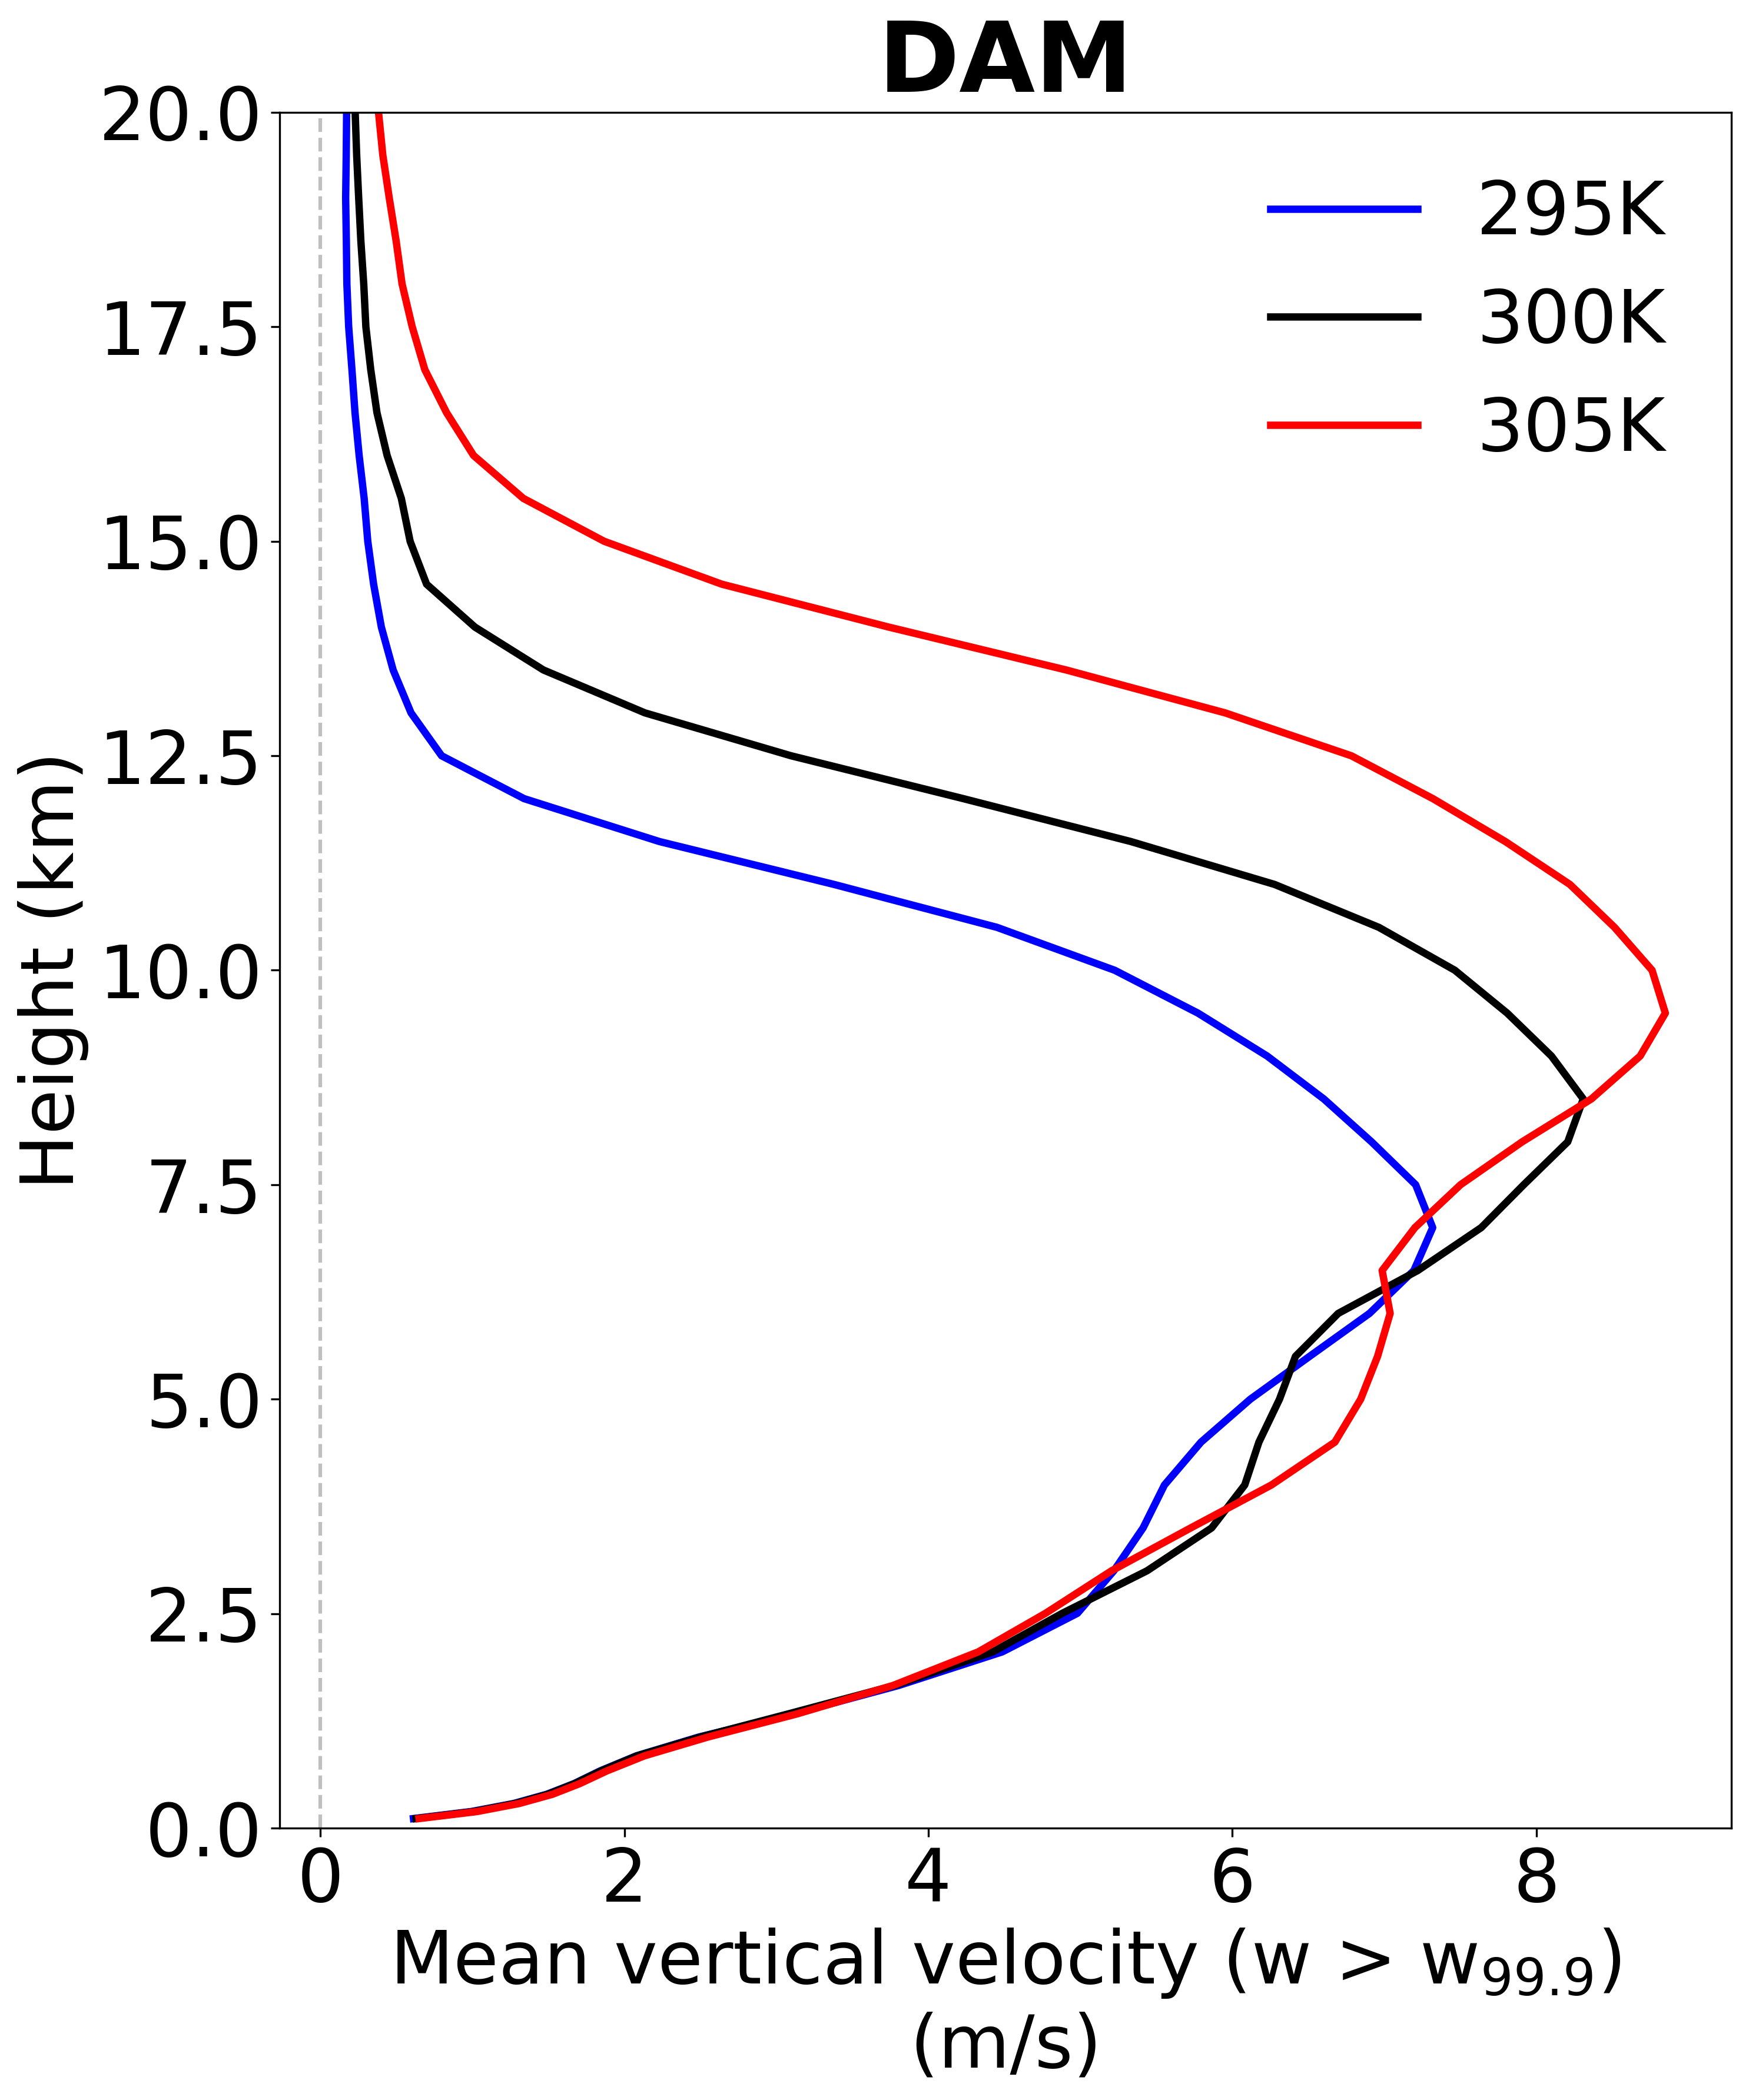 DAM
20.0
17.5
15.0
12.5
10.0
7.5
5.0
2.5
0.0
Height (km)
295K
300K
305K
0 2 4 6 8
Mean vertical velocity (w > w99.9)
(m/s)